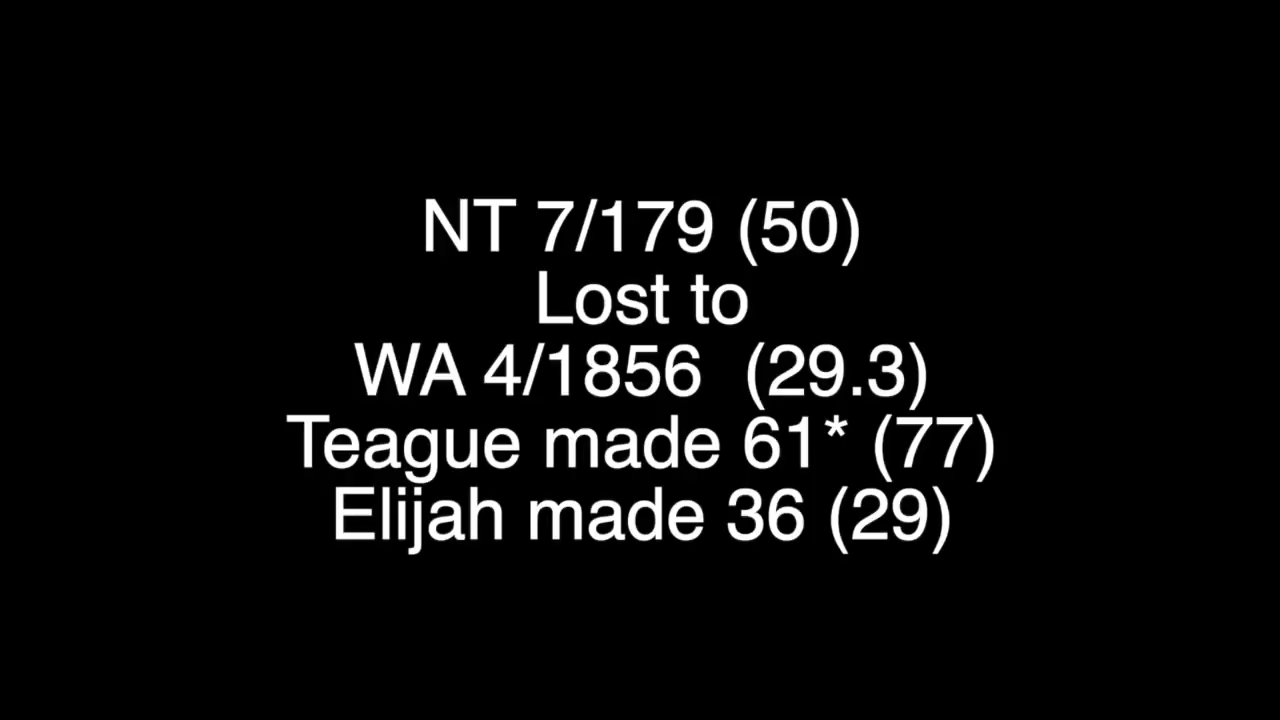 NT 7/179 (50)
Lost to
WA 4/1856  (29.3)
Teague made 61* (77)
Elijah made 36 (29)